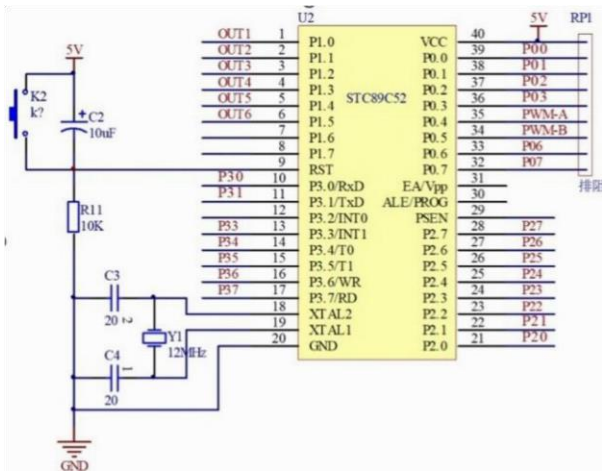 U2
5V
RP1
OUT1 1 P1.0 VCC 40
OUT2 2 P1.1 P0.0 39 P00
OUT3 3 P1.2 P0.1 38 P01
OUT4 4 P1.3 P0.2 37 P02
OUT5 5 P1.4 P0.3 36 P03
OUT6 6 P1.5 P0.4 35 PWM-A
7 P1.6 P0.5 34 PWM-B
8 P1.7 P0.6 33 P06
9 RST P0.7 32 P07
P30 10 P3.0/RxD EA/Vpp 31
P31 11 P3.1/TxD ALE/PROG 30
12 P3.2/INT0 PSEN 29
P33 13 P3.3/INT1 P2.7 28 P27
P34 14 P3.4/T0 P2.6 27 P26
P35 15 P3.5/T1 P2.5 26 P25
P36 16 P3.6/WR P2.4 25 P24
P37 17 P3.7/RD P2.3 24 P23
18 XTAL2 P2.2 23 P22
19 XTAL1 P2.1 22 P21
20 GND P2.0 21 P20
STC89C52
排阻
5V
K2
k?
C2
10uF
R11
10K
C3
20
2
Y1
12MHz
C4
1
20
GND